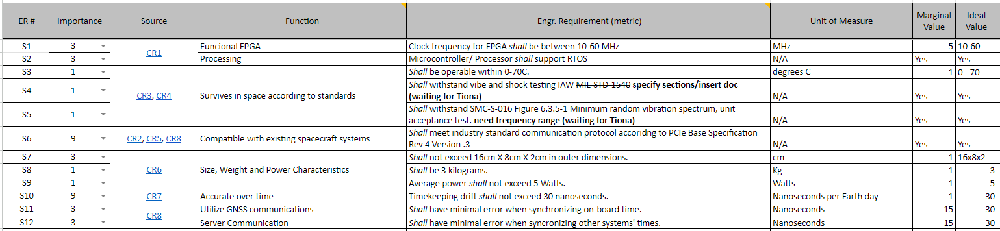 ER # Importance Source Function Engr. Requirement (metric) Unit of Measure Marginal Value Ideal Value
S1 3 CR1 Funcional FPGA Clock frequency for FPGA shall be between 10-60 MHz MHz 5 10-60
S2 3 Processing Microcontroller/ Processor shall support RTOS N/A Yes Yes
S3 1 CR3, CR4 Survives in space according to standards Shall be operable within 0-70C. degrees C 1 0 - 70
S4 1 Shall withstand vibe and shock testing IAW MIL-STD-1540 specify sections/insert doc
(waiting for Tiona) N/A Yes Yes
S5 1 Shall withstand SMC-S-016 Figure 6.3.5-1 Minimum random vibration spectrum, unit
acceptance test. need frequency range (waiting for Tiona) N/A Yes Yes
S6 9 CR2, CR5, CR8 Compatible with existing spacecraft systems Shall meet industry standard communication protocol accoridng to PCIe Base Specification
Rev 4 Version .3 N/A Yes Yes
S7 3 CR6 Size, Weight and Power Characteristics Shall not exceed 16cm X 8cm X 2cm in outer dimensions. cm 1 16x8x2
S8 1 Shall be 3 kilograms. Kg 1 3
S9 1 Average power shall not exceed 5 Watts. Watts 1 5
S10 9 CR7 Accurate over time Timekeeping drift shall not exceed 30 nanoseconds. Nanoseconds per Earth day 1 30
S11 3 CR8 Utilize GNSS communications Shall have minimal error when synchronizing on-board time. Nanoseconds 15 30
S12 3 Server Communication Shall have minimal error when syncronizing other systems' times. Nanoseconds 15 30